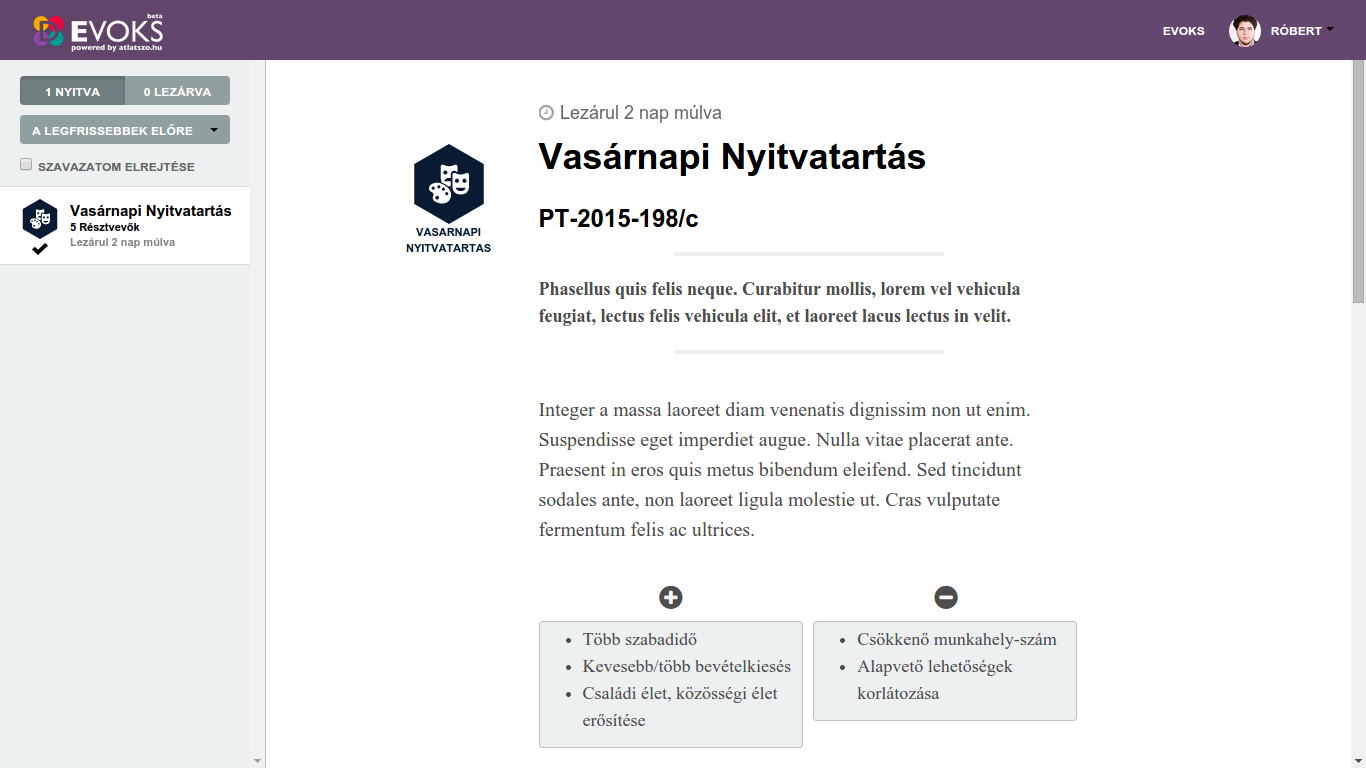 beta
EVOKS
powered by atlatszo.hu
EVOKS
RÓBERT
1 NYITVA
0 LEZÁRVA
A LEGFRISSEBBEK ELŐRE
SZAVAZATOM ELREJTÉSE
Vasárnapi Nyitvatartás
5 Résztvevők
Lezárul 2 nap múlva
VASARNAPI
NYITVATARTAS
Lezárul 2 nap múlva
Vasárnapi Nyitvatartás
PT-2015-198/c
Phasellus quis felis neque. Curabitur mollis, lorem vel vehicula
feugiat, lectus felis vehicula elit, et laoreet lacus lectus in velit.
Integer a massa laoreet diam venenatis dignissim non ut enim.
Suspendisse eget imperdiet augue. Nulla vitae placerat ante.
Praesent in eros quis metus bibendum eleifend. Sed tincidunt
sodales ante, non laoreet ligula molestie ut. Cras vulputate
fermentum felis ac ultrices.
• Több szabadidő
• Kevesebb/több bevételkiesés
• Családi élet, közösségi élet
erősítése
• Csökkenő munkahely-szám
• Alapvető lehetőségek
korlátozása